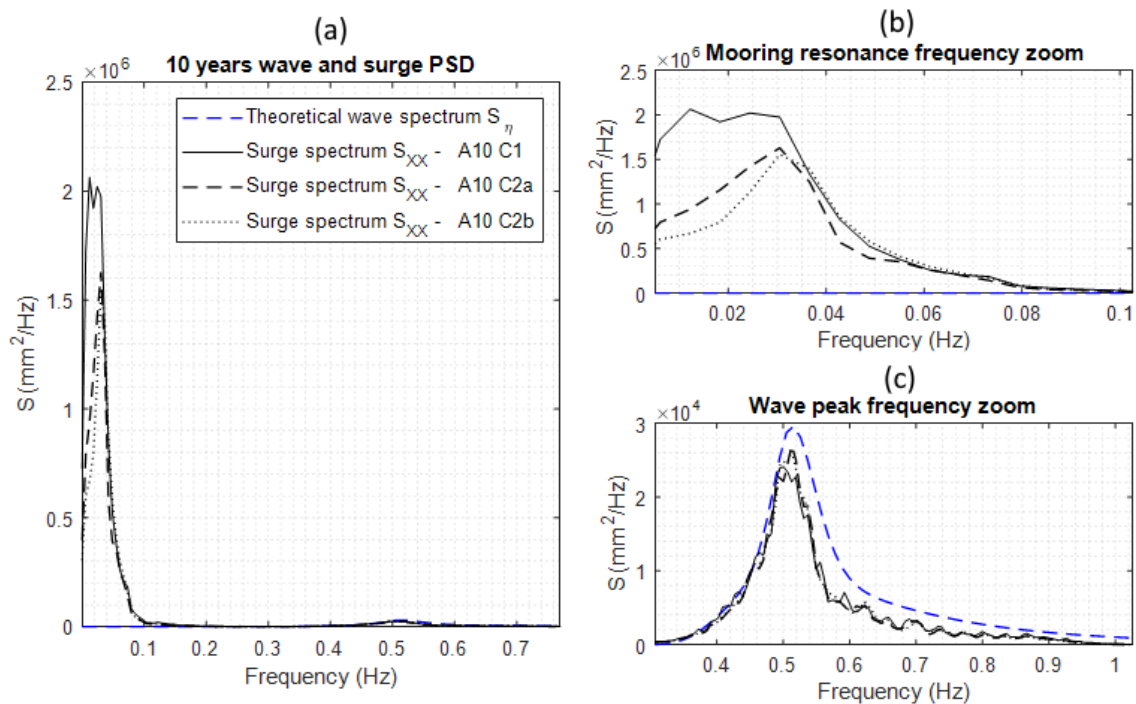 (a)
10 years wave and surge PSD
×10^6
2.5
2
1.5
1
0.5
0
S (mm^2/Hz)
0.1 0.2 0.3 0.4 0.5 0.6 0.7
Frequency (Hz)
Theoretical wave spectrum S_η
Surge spectrum S_XX - A10 C1
Surge spectrum S_XX - A10 C2a
Surge spectrum S_XX - A10 C2b
(b)
Mooring resonance frequency zoom
×10^6
2.5
2
1.5
1
0.5
0
S (mm^2/Hz)
0.02 0.04 0.06 0.08 0.1
Frequency (Hz)
(c)
Wave peak frequency zoom
×10^4
3
2
1
0
S (mm^2/Hz)
0.4 0.5 0.6 0.7 0.8 0.9 1
Frequency (Hz)